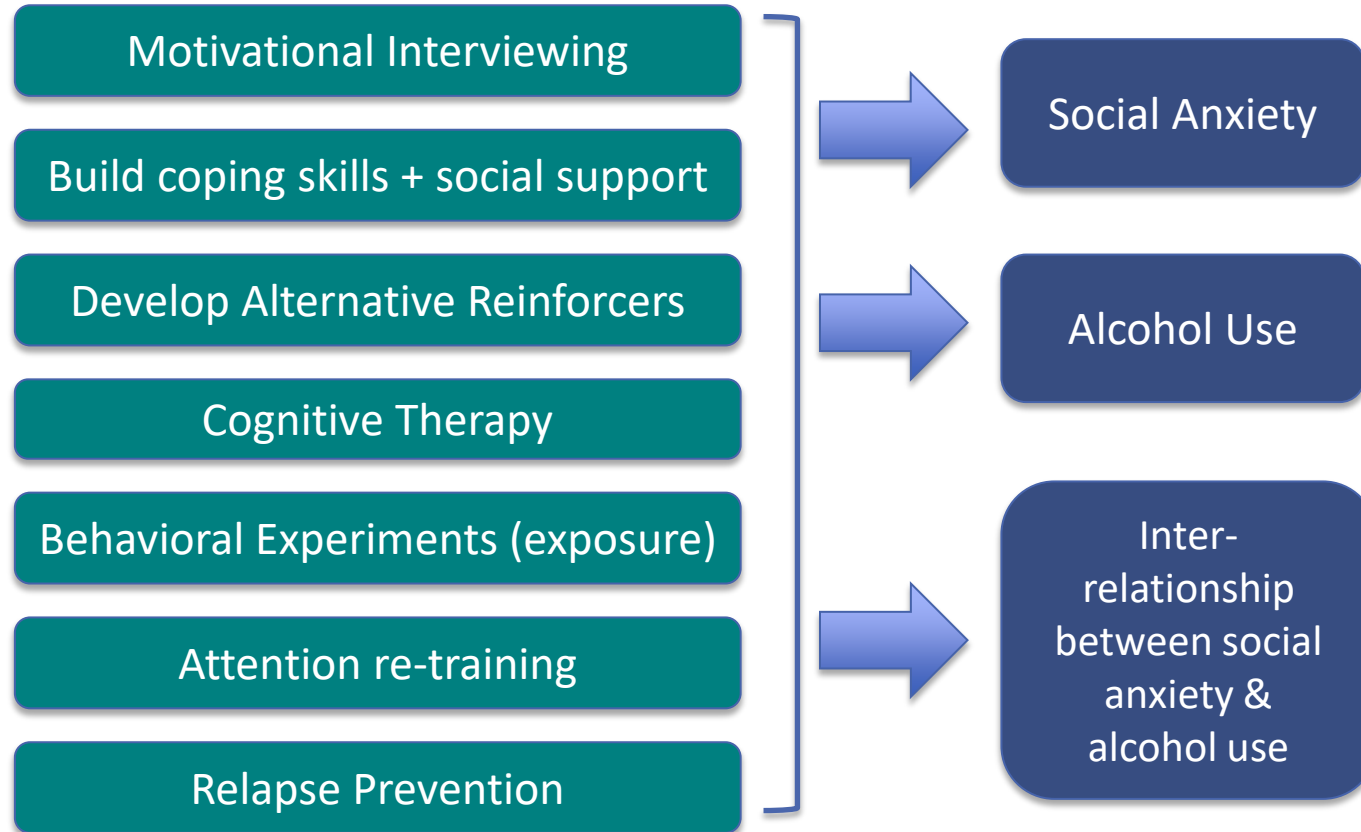 Motivational Interviewing
Build coping skills + social support
Develop Alternative Reinforcers
Cognitive Therapy
Behavioral Experiments (exposure)
Attention re-training
Relapse Prevention
Social Anxiety
Alcohol Use
Inter-
relationship
between social
anxiety &
alcohol use